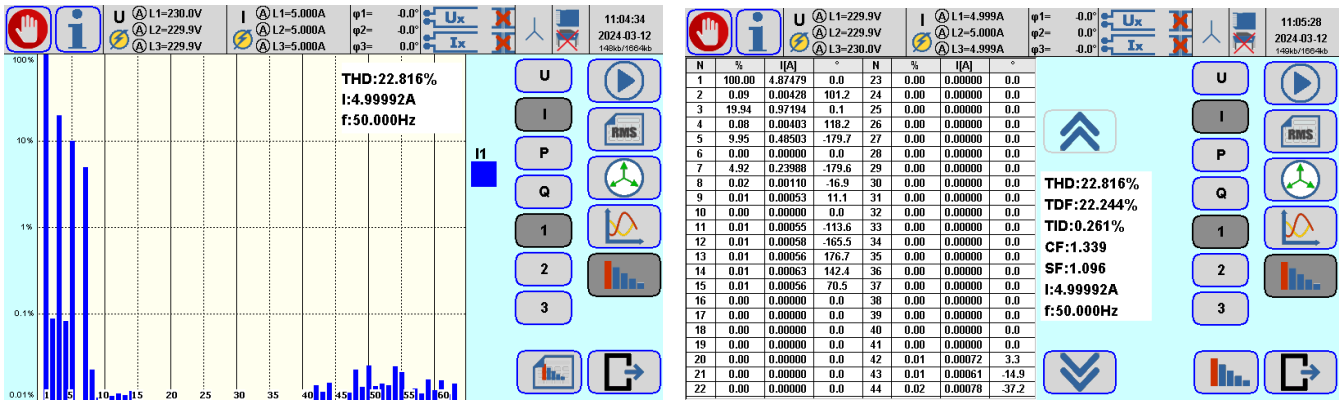 U Ⓐ L1=230.0V I Ⓐ L1=5.000A φ1= -0.0° Ux 11:04:34
Ⓐ L2=229.9V Ⓐ L2=5.000A φ2= -0.0° 2024-03-12
Ⓐ L3=229.9V Ⓐ L3=5.000A φ3= 0.0° Ix 148kb/1664kb
100%
10%
1%
0.1%
0.01%
THD:22.816%
I:4.99992A
f:50.000Hz
I1
1 5 10 15 20 25 30 35 40 45 50 55 60
U
I
P
Q
1
2
3
RMS
U Ⓐ L1=229.9V I Ⓐ L1=4.999A φ1= -0.0° Ux 11:05:28
Ⓐ L2=229.9V Ⓐ L2=5.000A φ2= 0.0° 2024-03-12
Ⓐ L3=230.0V Ⓐ L3=4.999A φ3= -0.0° Ix 149kb/1664kb
N % I[A] ° N % I[A] °
1 100.00 4.87479 0.0 23 0.00 0.00000 0.0
2 0.09 0.00428 101.2 24 0.00 0.00000 0.0
3 19.94 0.97194 0.1 25 0.00 0.00000 0.0
4 0.08 0.00403 118.2 26 0.00 0.00000 0.0
5 9.95 0.48503 -179.7 27 0.00 0.00000 0.0
6 0.00 0.00000 0.0 28 0.00 0.00000 0.0
7 4.92 0.23988 -179.6 29 0.00 0.00000 0.0
8 0.02 0.00110 -16.9 30 0.00 0.00000 0.0
9 0.01 0.00053 11.1 31 0.00 0.00000 0.0
10 0.00 0.00000 0.0 32 0.00 0.00000 0.0
11 0.01 0.00055 -113.6 33 0.00 0.00000 0.0
12 0.01 0.00058 -165.5 34 0.00 0.00000 0.0
13 0.01 0.00056 176.7 35 0.00 0.00000 0.0
14 0.01 0.00063 142.4 36 0.00 0.00000 0.0
15 0.01 0.00056 70.5 37 0.00 0.00000 0.0
16 0.00 0.00000 0.0 38 0.00 0.00000 0.0
17 0.00 0.00000 0.0 39 0.00 0.00000 0.0
18 0.00 0.00000 0.0 40 0.00 0.00000 0.0
19 0.00 0.00000 0.0 41 0.00 0.00000 0.0
20 0.00 0.00000 0.0 42 0.01 0.00072 3.3
21 0.00 0.00000 0.0 43 0.01 0.00061 -14.9
22 0.00 0.00000 0.0 44 0.02 0.00078 -37.2
THD:22.816%
TDF:22.244%
TID:0.261%
CF:1.339
SF:1.096
I:4.99992A
f:50.000Hz
U
I
P
Q
1
2
3
RMS